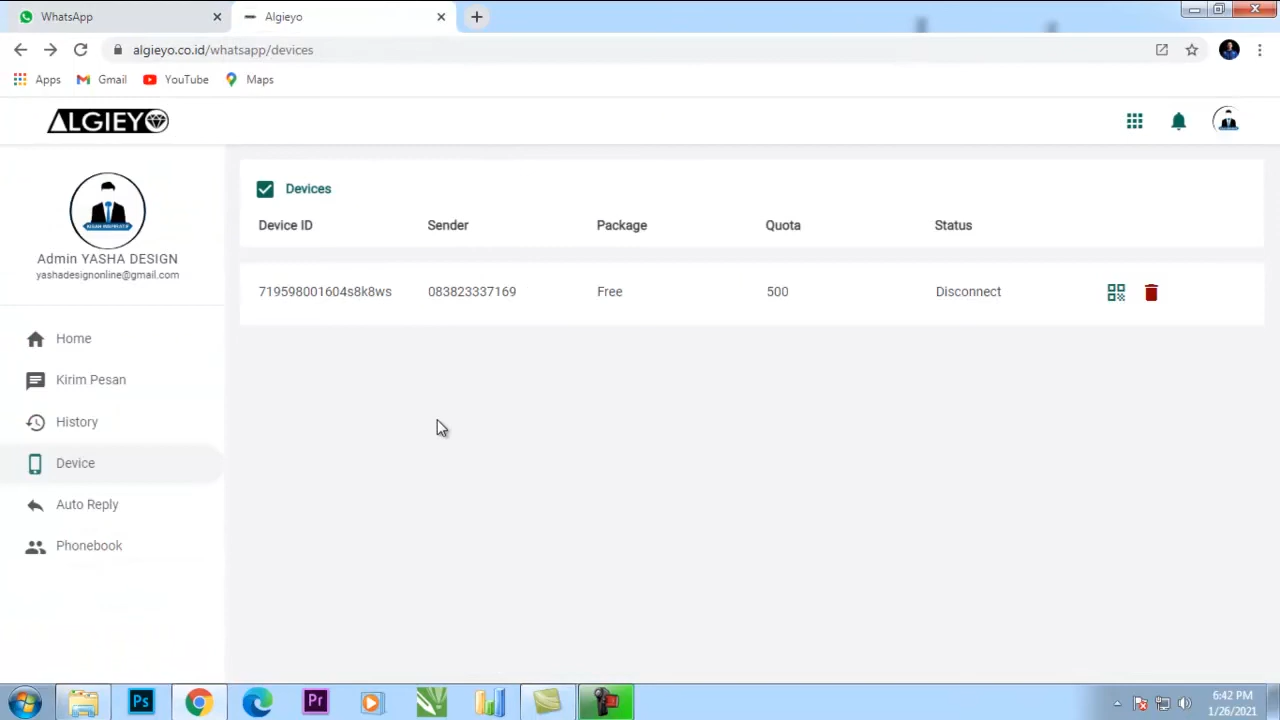 WhatsApp
Algieyo
algieyo.co.id/whatsapp/devices
Apps Gmail YouTube Maps
ALGIEYO
Admin YASHA DESIGN
yashadesignonline@gmail.com
Home
Kirim Pesan
History
Device
Auto Reply
Phonebook
Devices
Device ID Sender Package Quota Status
719598001604s8k8ws 083823337169 Free 500 Disconnect
Ps Pr
6:42 PM
1/26/2021